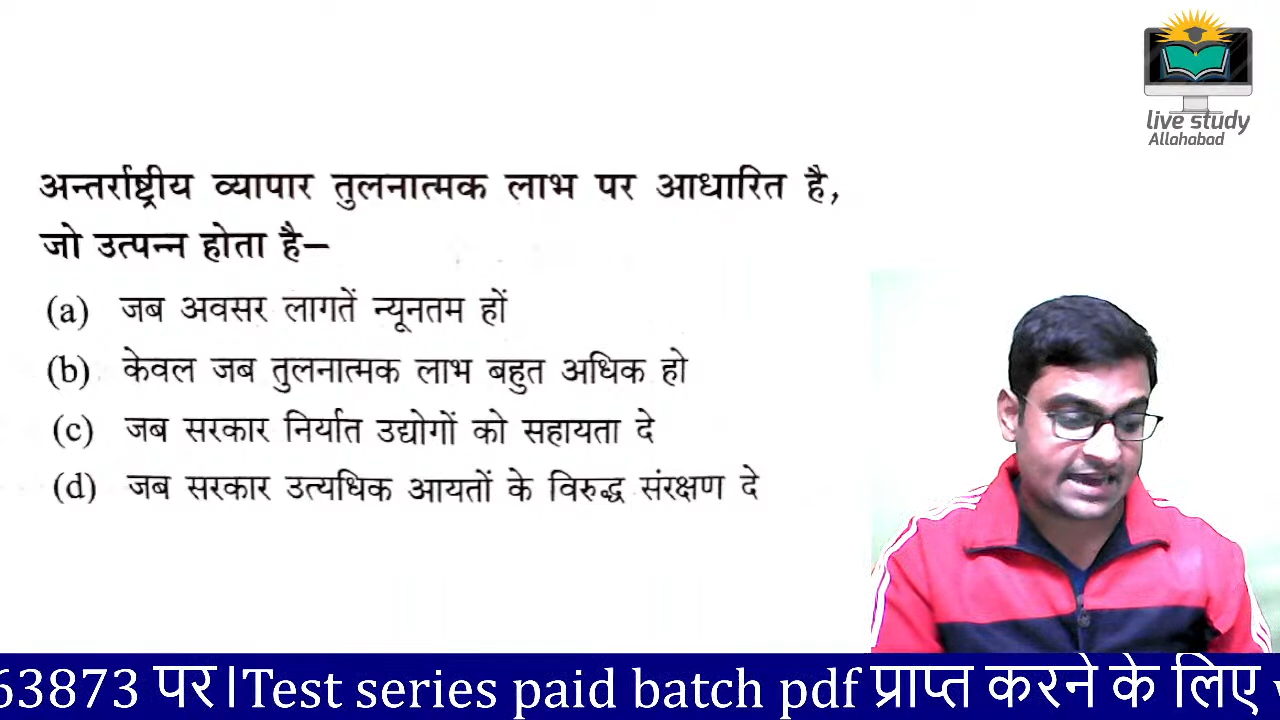 live study
Allahabad
अन्तर्राष्ट्रीय व्यापार तुलनात्मक लाभ पर आधारित है,
जो उत्पन्न होता है–
(a) जब अवसर लागतें न्यूनतम हों
(b) केवल जब तुलनात्मक लाभ बहुत अधिक हो
(c) जब सरकार निर्यात उद्योगों को सहायता दे
(d) जब सरकार उत्यधिक आयतों के विरुद्ध संरक्षण दे
63873 पर।Test series paid batch pdf प्राप्त करने के लिए